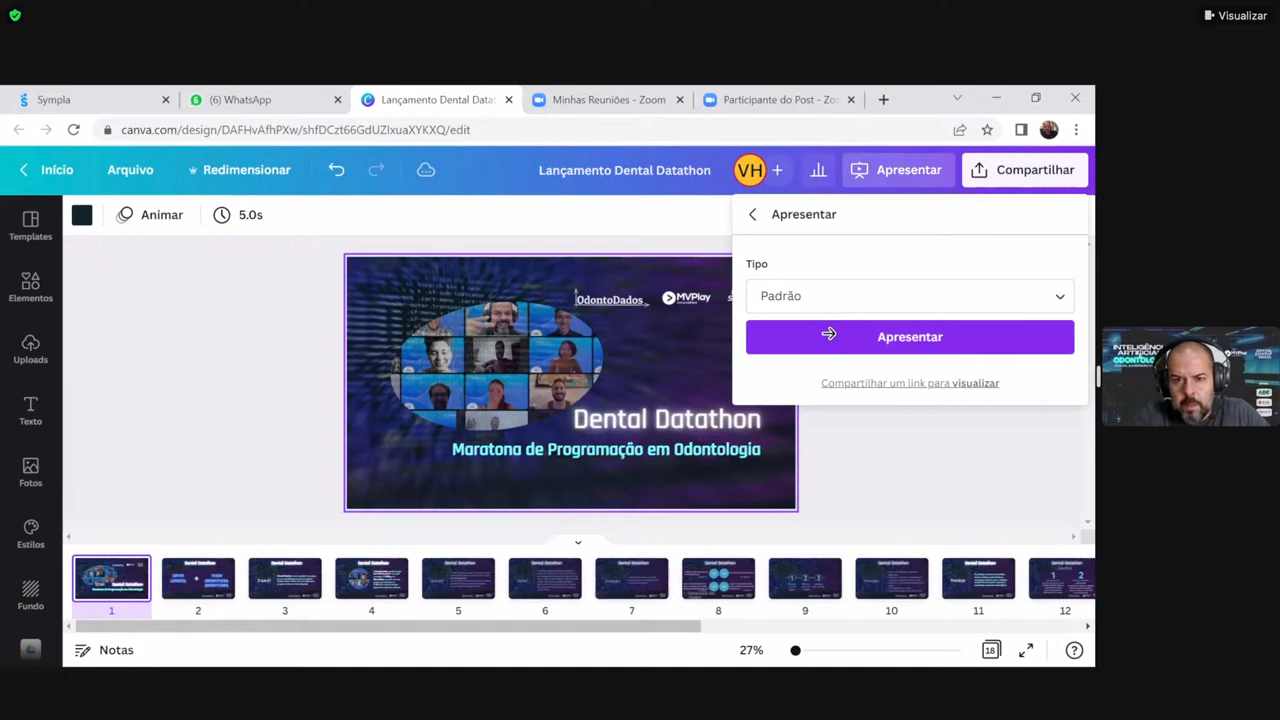 Visualizar
Sympla
(6) WhatsApp
Lançamento Dental Data
Minhas Reuniões - Zoom
Participante do Post - Zo
canva.com/design/DAFHvAfhPXw/shfDCzt66GdUZIxuaXYKXQ/edit
Início
Arquivo
Redimensionar
Lançamento Dental Datathon
VH
Apresentar
Compartilhar
Animar
5.0s
Apresentar
Tipo
Padrão
Apresentar
Compartilhar um link para visualizar
Templates
Elementos
Uploads
Texto
Fotos
Estilos
Fundo
OdontoDados
MVPlay
Dental Datathon
Maratona de Programação em Odontologia
INTELIGÊNCIA
ARTIFICIAL
1
2
3
4
5
6
7
8
9
10
11
12
Notas
27%
18